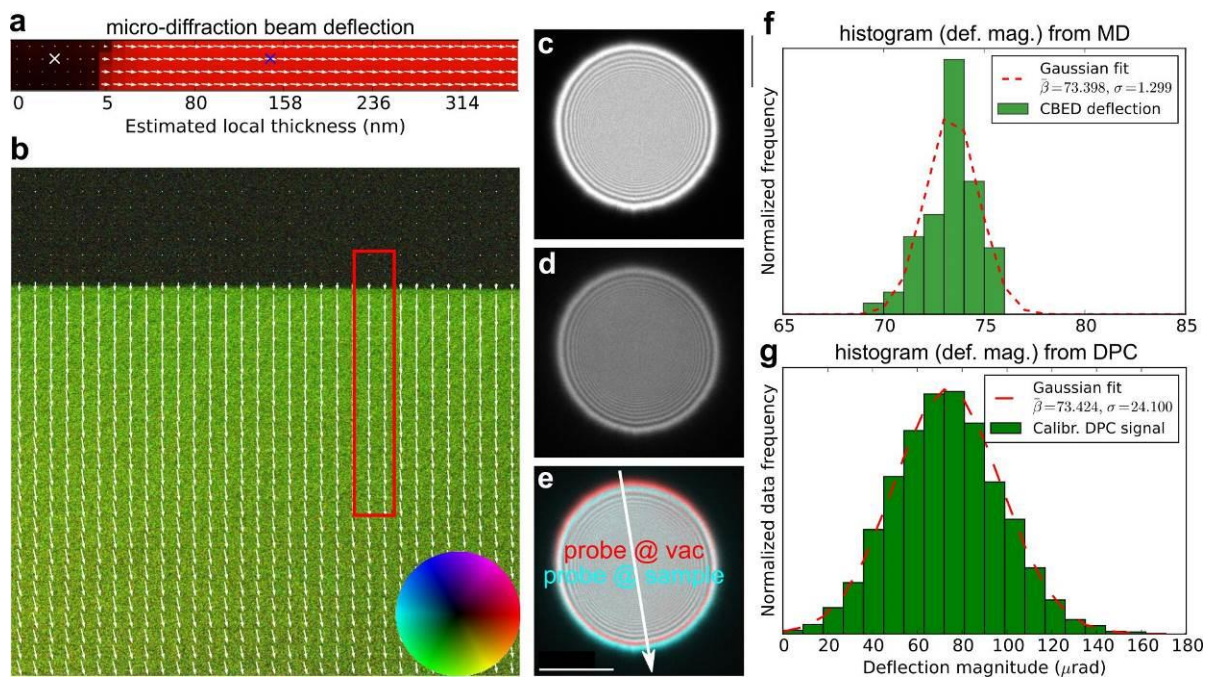 a
micro-diffraction beam deflection
0 5 80 158 236 314
Estimated local thickness (nm)
b
c
d
e
probe @ vac
probe @ sample
f
histogram (def. mag.) from MD
Normalized frequency
Gaussian fit
β̄=73.398, σ=1.299
CBED deflection
65 70 75 80 85
g
histogram (def. mag.) from DPC
Normalized data frequency
Gaussian fit
β̄=73.424, σ=24.100
Calibr. DPC signal
0 20 40 60 80 100 120 140 160 180
Deflection magnitude (μrad)